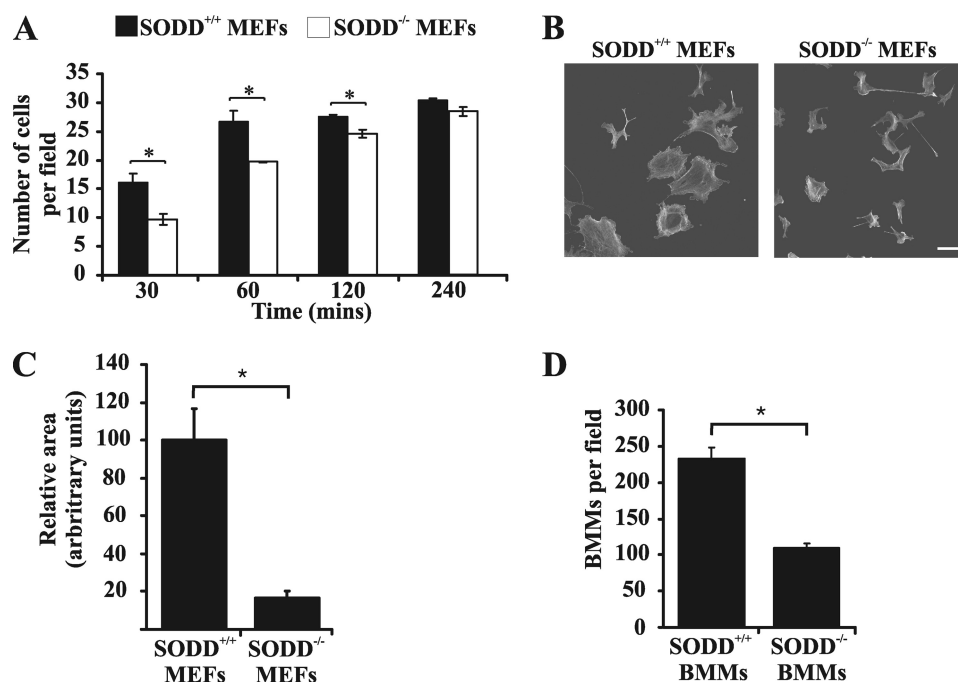 A
SODD+/+ MEFs
SODD-/- MEFs
Number of cells
per field
35
30
25
20
15
10
5
0
*
*
*
30
60
120
240
Time (mins)
B
SODD+/+ MEFs
SODD-/- MEFs
C
Relative area
(arbritrary units)
140
120
100
80
60
40
20
*
SODD+/+
MEFs
SODD-/-
MEFs
D
BMMs per field
300
250
200
150
100
50
0
*
SODD+/+
BMMs
SODD-/-
BMMs